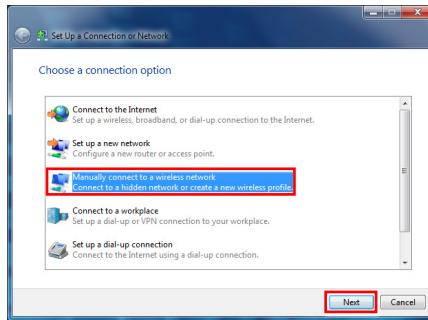 Set Up a Connection or Network
Choose a connection option
Connect to the Internet
Set up a wireless, broadband, or dial-up connection to the Internet.
Set up a new network
Configure a new router or access point.
Manually connect to a wireless network
Connect to a hidden network or create a new wireless profile.
Connect to a workplace
Set up a dial-up or VPN connection to your workplace.
Set up a dial-up connection
Connect to the Internet using a dial-up connection.
Next Cancel